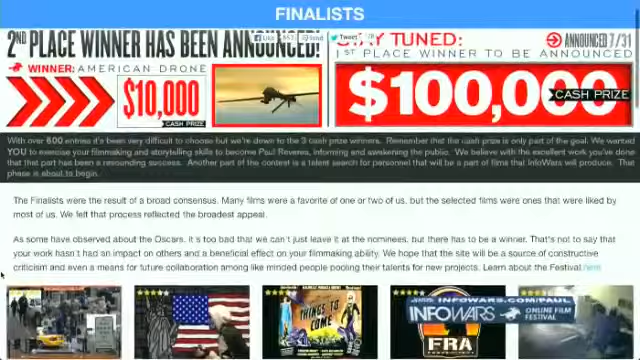 FINALISTS
2ND PLACE WINNER HAS BEEN ANNOUNCED!
WINNER: AMERICAN DRONE
$10,000
CASH PRIZE
Like
Send
Tweet
STAY TUNED:
ANNOUNCED 7/31
1ST PLACE WINNER TO BE ANNOUNCED
$100,000
CASH PRIZE
With over 600 entries it's been very difficult to choose but we're down to the 3 cash prize winners. Remember that the cash prize is only part of the goal. We wanted
YOU to exercise your filmmaking and storytelling skills to become Paul Reveres, informing and awakening the public. We believe with the excellent work you've done
that that part has been a resounding success. Another part of the contest is a talent search for personnel that will be a part of films that InfoWars will produce. That
phase is about to begin.
The Finalists were the result of a broad consensus. Many films were a favorite of one or two of us, but the selected films were ones that were liked by
most of us. We felt that process reflected the broadest appeal.
As some have observed about the Oscars, it's too bad that we can't just leave it at the nominees, but there has to be a winner. That's not to say that
your work hasn't had an impact on others and a beneficial effect on your filmmaking ability. We hope that the site will be a source of constructive
criticism and even a means for future collaboration among like minded people pooling their talents for new projects. Learn about the Festival here
THINGS TO COME
FRA
INFOWARS.COM/PAUL
INFOWARS
ONLINE FILM
FESTIVAL